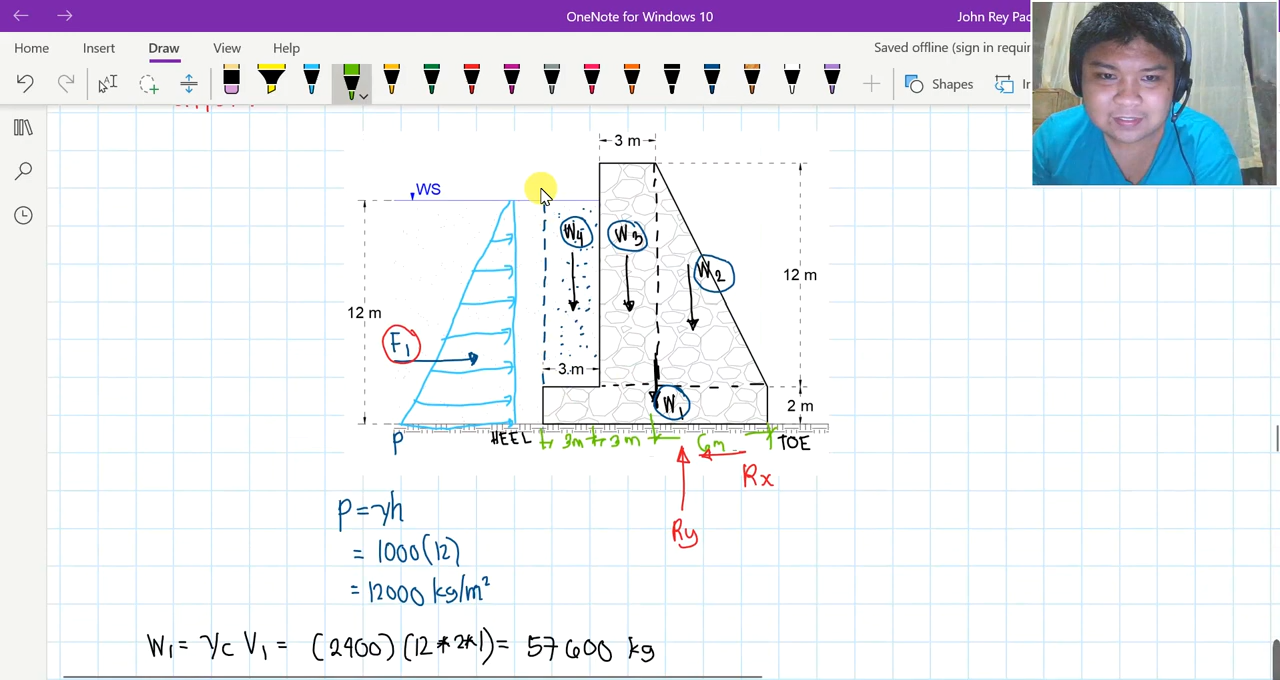 OneNote for Windows 10
John Rey Pac
Home Insert Draw View Help
Saved offline (sign in requir
Shapes
In
3 m
WS
W4
W3
W2
12 m
12 m
F1
3 m
W1
2 m
P
HEEL
3m
3m
6m
TOE
Rx
Ry
P = γh
= 1000(12)
= 12000 kg/m²
W1 = γc V1 = (2400)(12*2*1) = 57600 kg